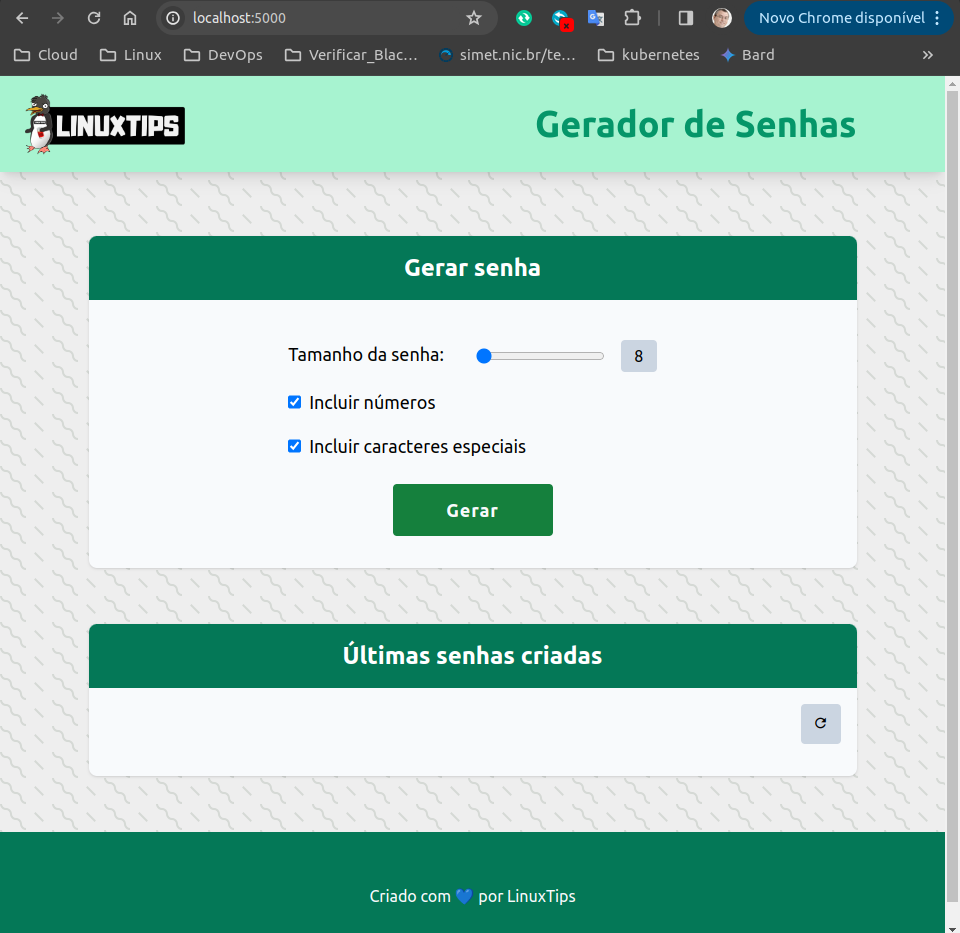 localhost:5000
Novo Chrome disponível
Cloud Linux DevOps Verificar_Blac… simet.nic.br/te… kubernetes Bard
LINUXTIPS
Gerador de Senhas
Gerar senha
Tamanho da senha: 8
Incluir números
Incluir caracteres especiais
Gerar
Últimas senhas criadas
Criado com 💙 por LinuxTips